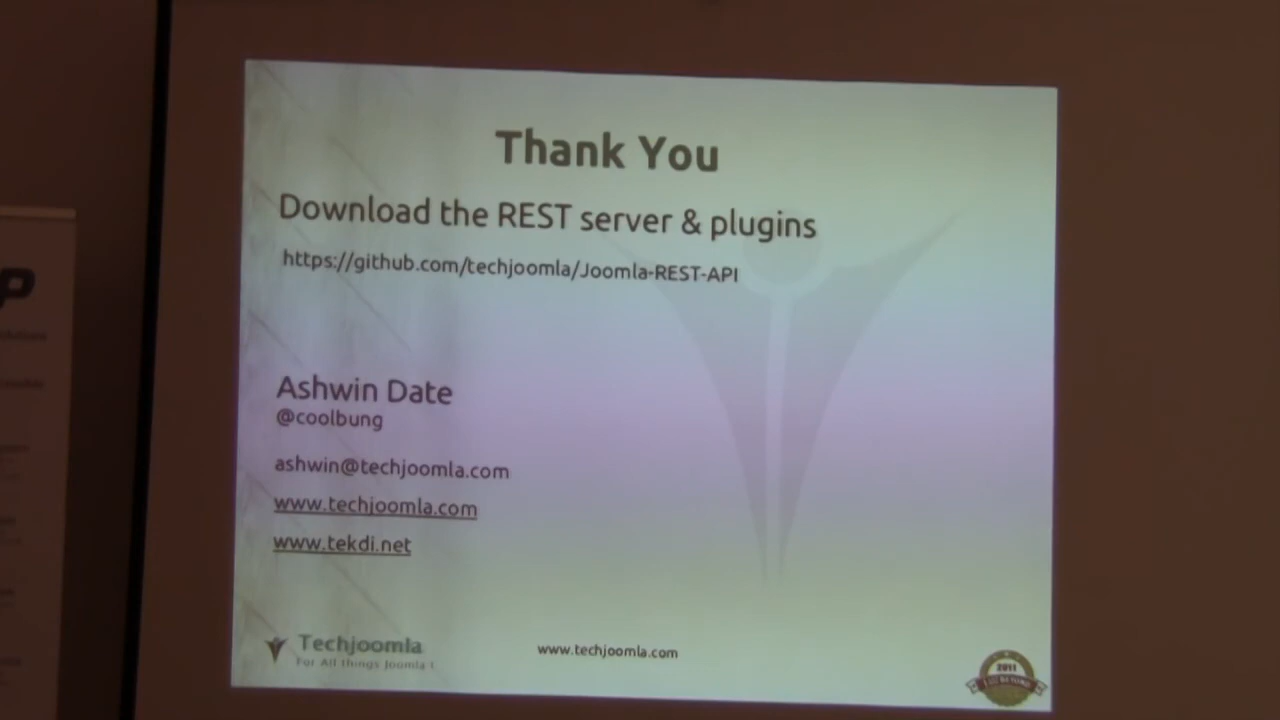 Thank You
Download the REST server & plugins
https://github.com/techjoomla/Joomla-REST-API
Ashwin Date
@coolbung
ashwin@techjoomla.com
www.techjoomla.com
www.tekdi.net
Techjoomla
For All things Joomla !
www.techjoomla.com
2011